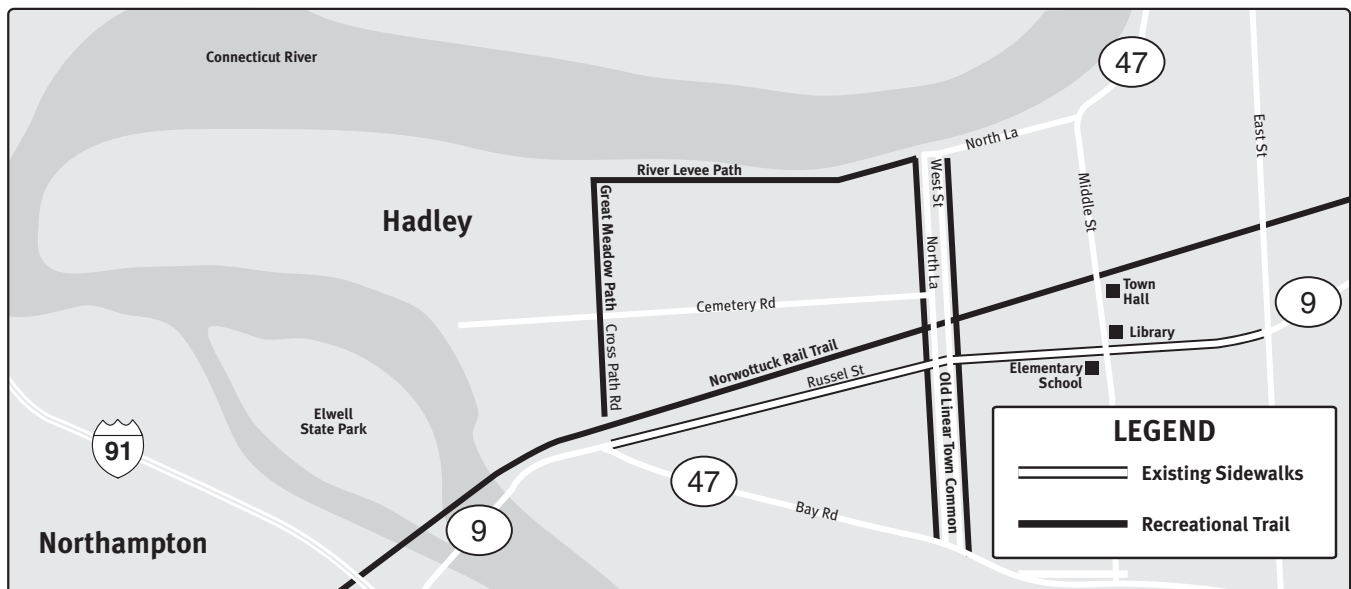 Connecticut River
47
North La
East St
River Levee Path
West St
Middle St
Great Meadow Path
Hadley
North La
Town
Hall
Cemetery Rd
9
Library
Cross Path Rd
Norwottuck Rail Trail
Russel St
Elementary
School
Old Linear Town Common
Elwell
State Park
91
47
Bay Rd
9
Northampton
LEGEND
Existing Sidewalks
Recreational Trail